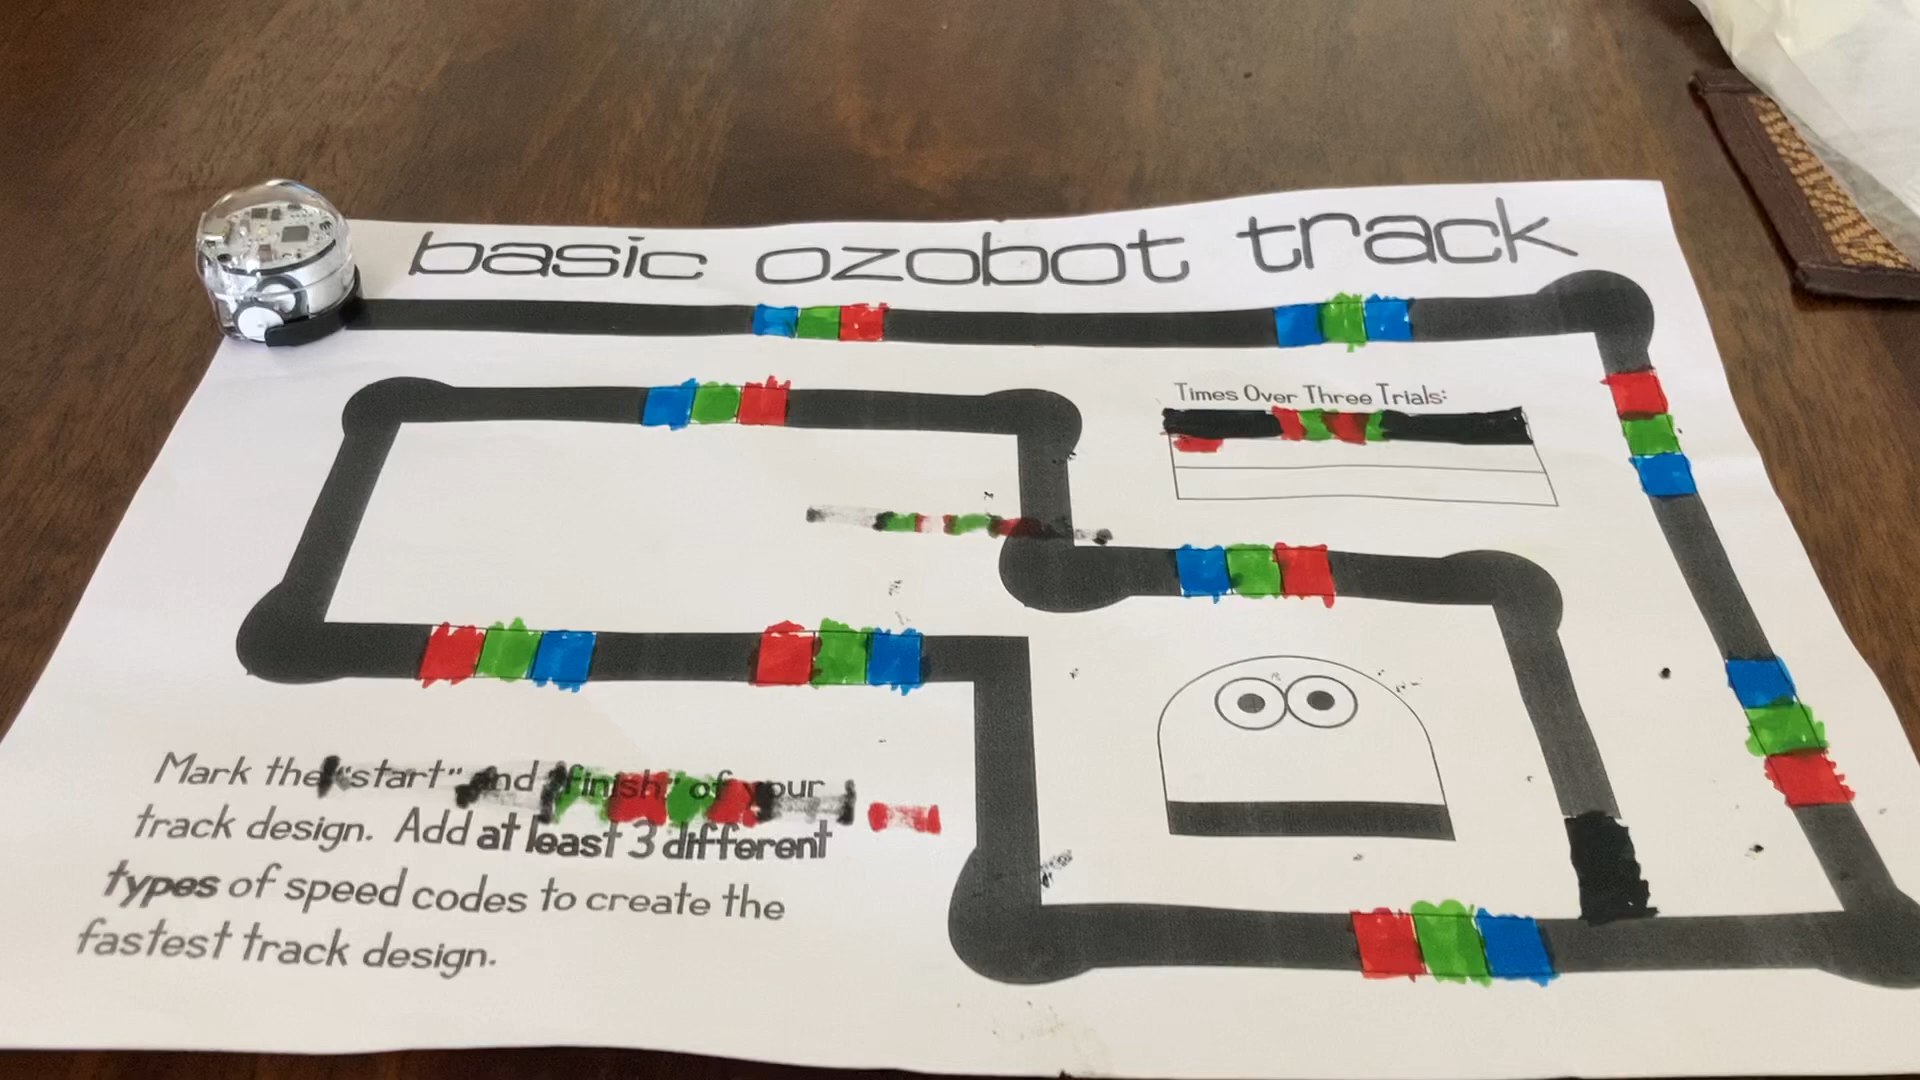 basic ozobot track
Times Over Three Trials:
Mark the "start" and "finish" of your
track design. Add at least 3 different
types of speed codes to create the
fastest track design.